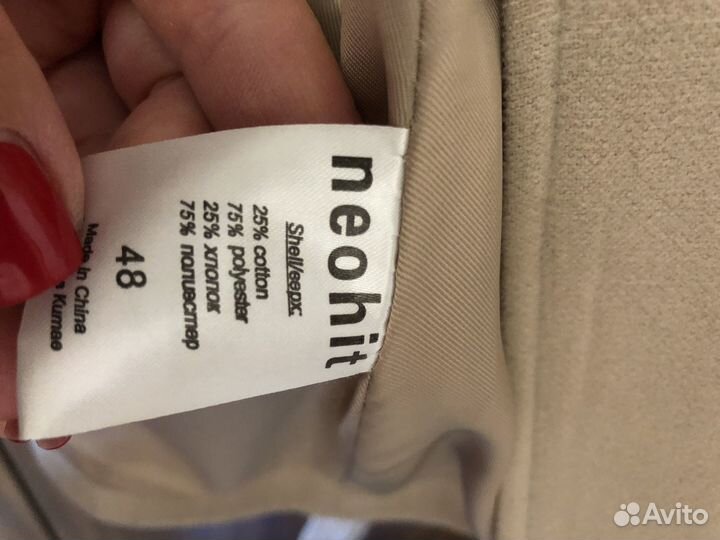 neohit
Shell/верх:
25% cotton
75% polyester
25% хлопок
75% полиэстер
48
Made in China
Китае
Avito